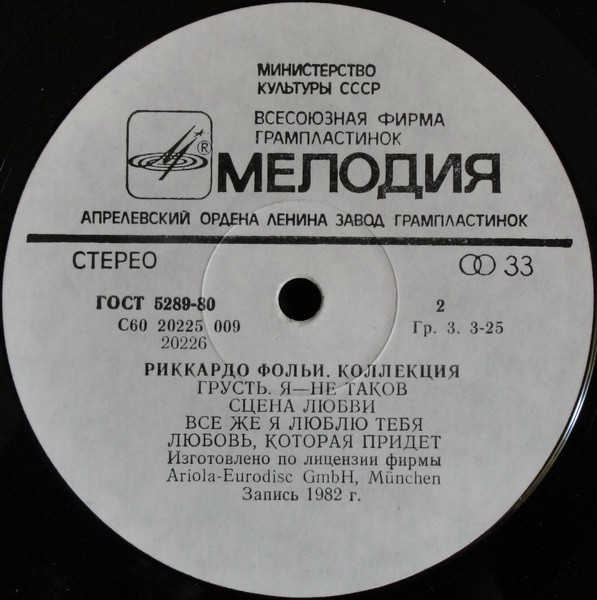 МИНИСТЕРСТВО
КУЛЬТУРЫ СССР
ВСЕСОЮЗНАЯ ФИРМА
ГРАМПЛАСТИНОК
®
МЕЛОДИЯ
АПРЕЛЕВСКИЙ ОРДЕНА ЛЕНИНА ЗАВОД ГРАМПЛАСТИНОК
СТЕРЕО 33
ГОСТ 5289-80 2
С60 20225 009 Гр. 3. 3-25
20226
РИККАРДО ФОЛЬИ. КОЛЛЕКЦИЯ
ГРУСТЬ. Я—НЕ ТАКОВ
СЦЕНА ЛЮБВИ
ВСЕ ЖЕ Я ЛЮБЛЮ ТЕБЯ
ЛЮБОВЬ, КОТОРАЯ ПРИДЕТ
Изготовлено по лицензии фирмы
Ariola-Eurodisc GmbH, München
Запись 1982 г.